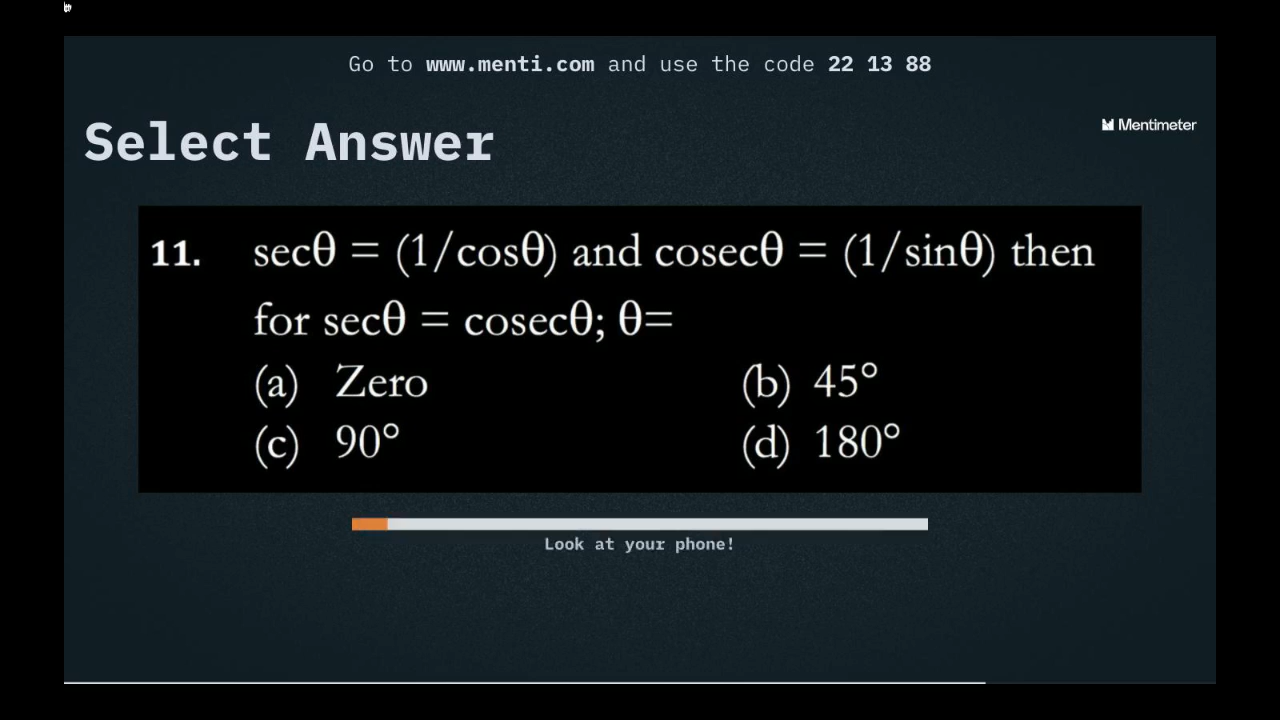 Go to www.menti.com and use the code 22 13 88
Select Answer
Mentimeter
11. secθ = (1/cosθ) and cosecθ = (1/sinθ) then
for secθ = cosecθ; θ=
(a) Zero (b) 45°
(c) 90° (d) 180°
Look at your phone!